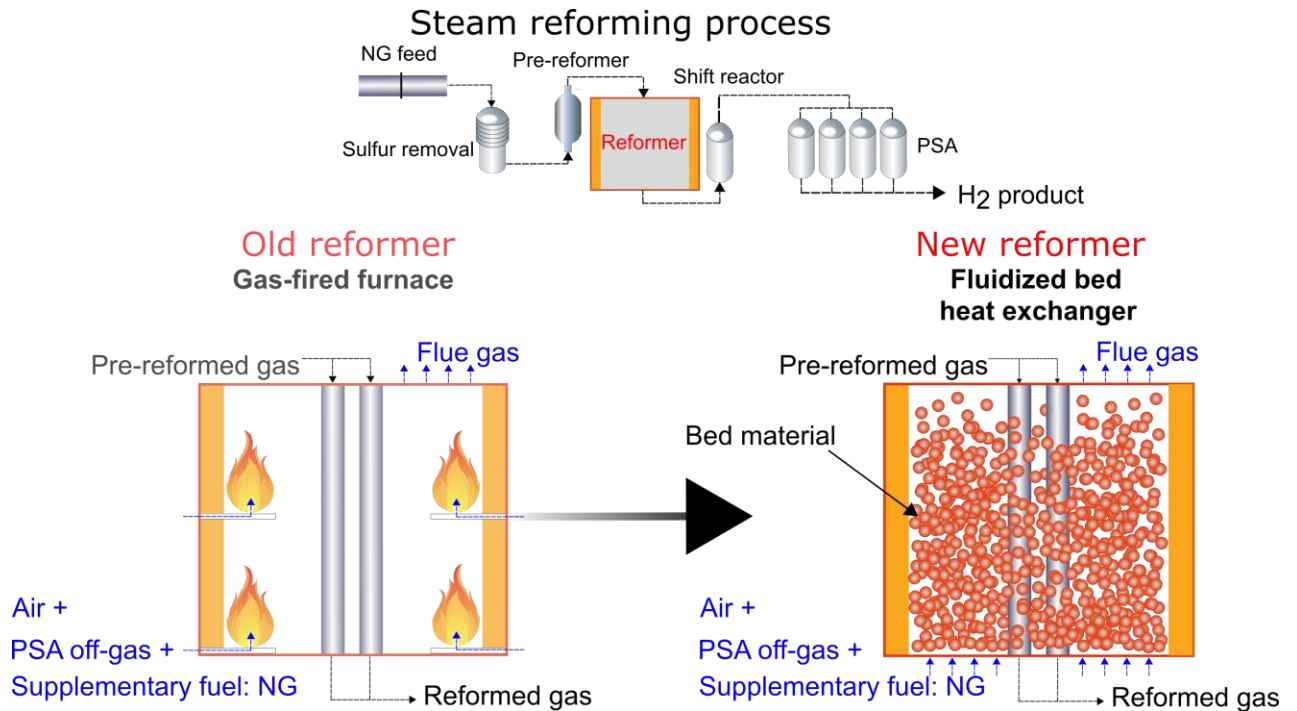 Steam reforming process
NG feed
Pre-reformer
Shift reactor
Sulfur removal
Reformer
PSA
H2 product
Old reformer
Gas-fired furnace
Pre-reformed gas
Flue gas
Air +
PSA off-gas +
Supplementary fuel: NG
Reformed gas
New reformer
Fluidized bed
heat exchanger
Pre-reformed gas
Flue gas
Bed material
Air +
PSA off-gas +
Supplementary fuel: NG
Reformed gas